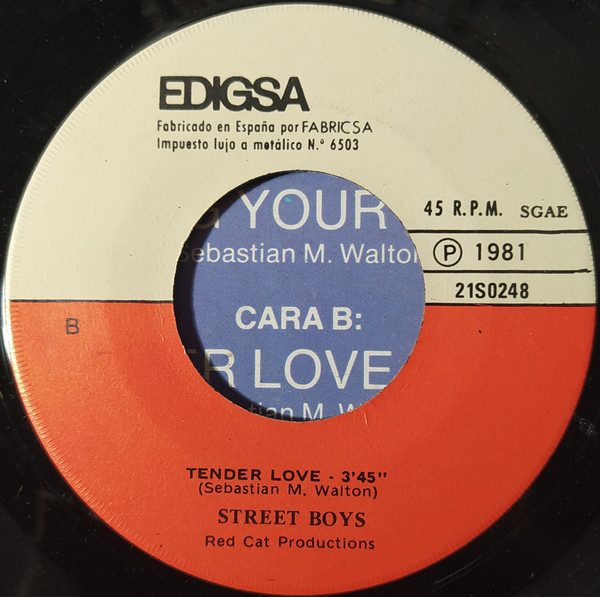 EDIGSA
Fabricado en España por FABRICSA
Impuesto lujo a metálico N.º 6503
45 R.P.M. SGAE
Ⓟ 1981
21S0248
B
G YOUR
Sebastian M. Walton
CARA B:
ER LOVE
TENDER LOVE - 3'45"
(Sebastian M. Walton)
STREET BOYS
Red Cat Productions